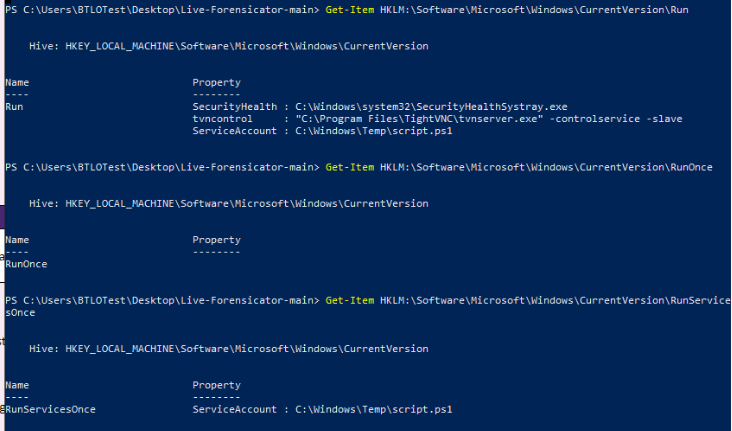 PS C:\Users\BTLOTest\Desktop\Live-Forensicator-main> Get-Item HKLM:\Software\Microsoft\Windows\CurrentVersion\Run
Hive: HKEY_LOCAL_MACHINE\Software\Microsoft\Windows\CurrentVersion
Name Property
---- --------
Run SecurityHealth : C:\Windows\system32\SecurityHealthSystray.exe
tvncontrol : "C:\Program Files\TightVNC\tvnserver.exe" -controlservice -slave
ServiceAccount : C:\Windows\Temp\script.ps1
PS C:\Users\BTLOTest\Desktop\Live-Forensicator-main> Get-Item HKLM:\Software\Microsoft\Windows\CurrentVersion\RunOnce
Hive: HKEY_LOCAL_MACHINE\Software\Microsoft\Windows\CurrentVersion
Name Property
---- --------
RunOnce
PS C:\Users\BTLOTest\Desktop\Live-Forensicator-main> Get-Item HKLM:\Software\Microsoft\Windows\CurrentVersion\RunService
sOnce
Hive: HKEY_LOCAL_MACHINE\Software\Microsoft\Windows\CurrentVersion
Name Property
---- --------
RunServicesOnce ServiceAccount : C:\Windows\Temp\script.ps1